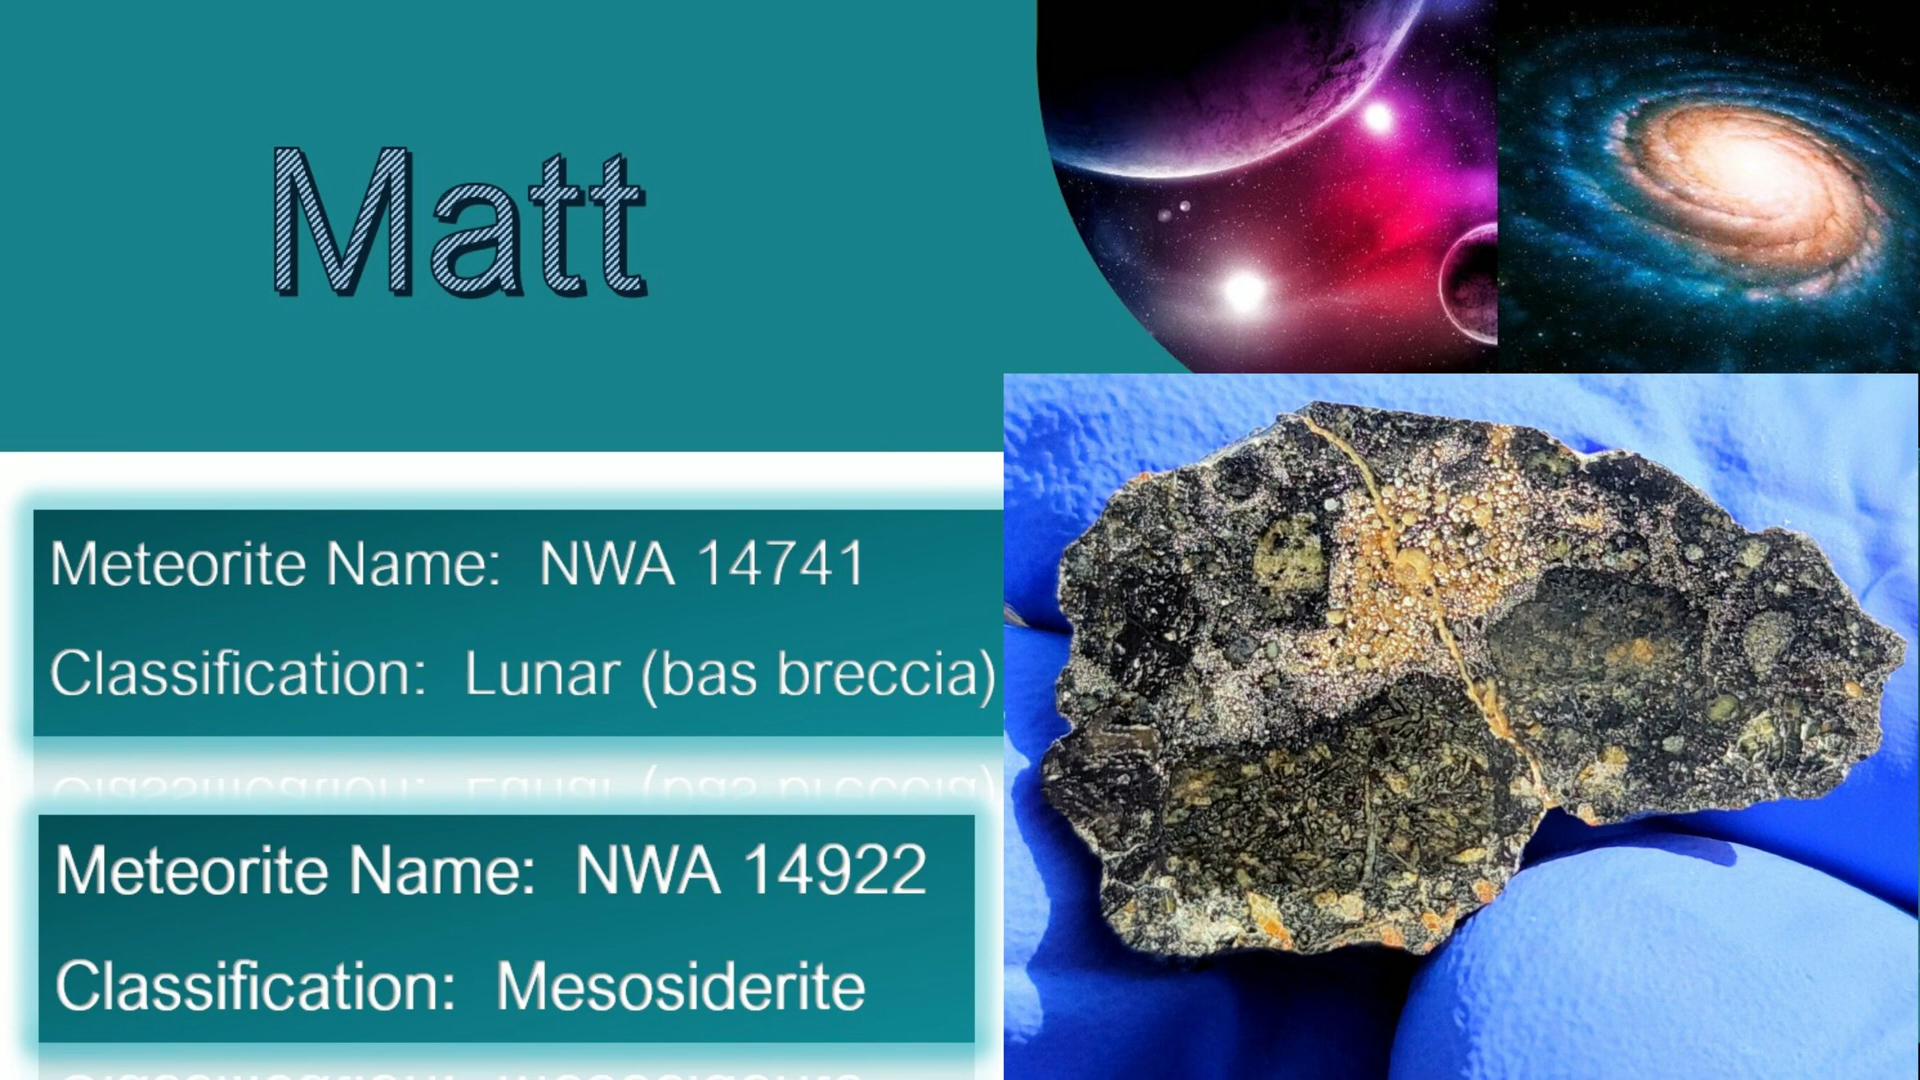 Matt
Meteorite Name: NWA 14741
Classification: Lunar (bas breccia)
Meteorite Name: NWA 14922
Classification: Mesosiderite